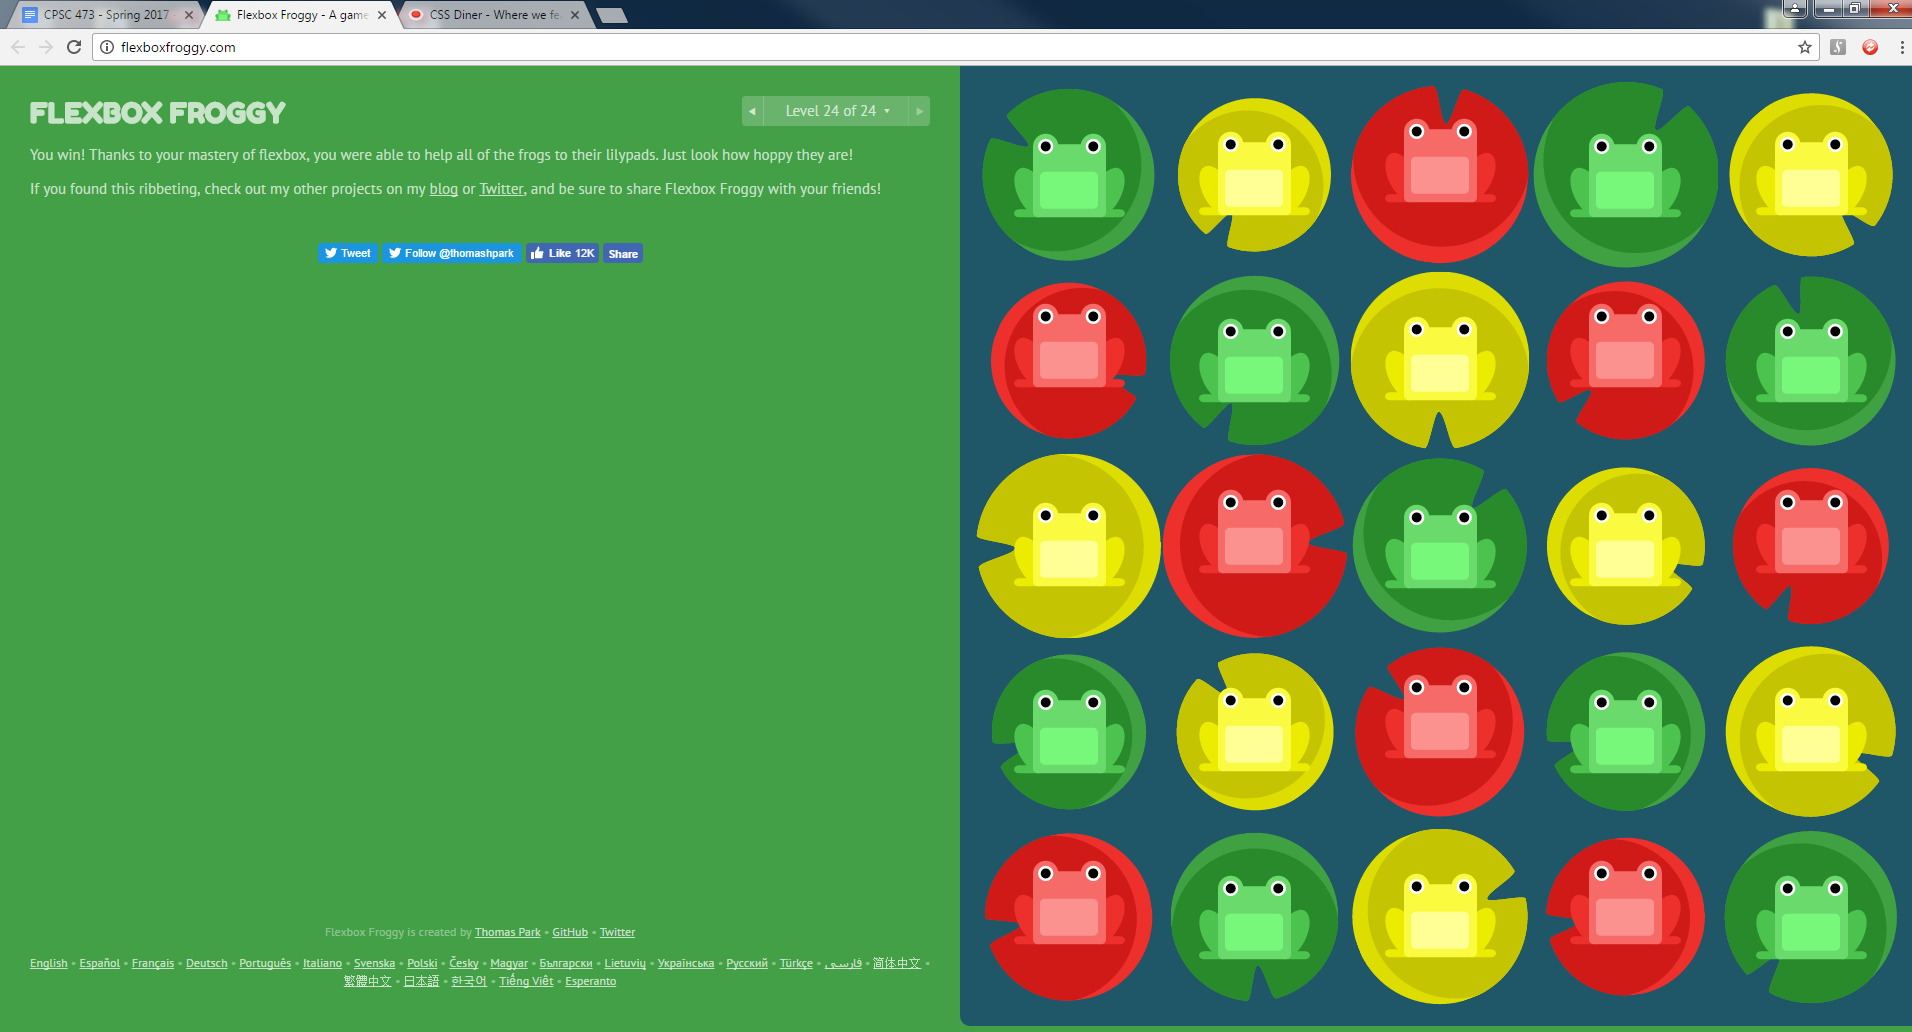 CPSC 473 - Spring 2017
Flexbox Froggy - A game
CSS Diner - Where we fe
flexboxfroggy.com
FLEXBOX FROGGY
Level 24 of 24
You win! Thanks to your mastery of flexbox, you were able to help all of the frogs to their lilypads. Just look how hoppy they are!
If you found this ribbeting, check out my other projects on my blog or Twitter, and be sure to share Flexbox Froggy with your friends!
Tweet Follow @thomashpark Like 12K Share
Flexbox Froggy is created by Thomas Park • GitHub • Twitter
English • Español • Français • Deutsch • Português • Italiano • Svenska • Polski • Česky • Magyar • Български • Lietuvių • Українська • Русский • Türkçe • فارسی • 简体中文 •
繁體中文 • 日本語 • 한국어 • Tiếng Việt • Esperanto